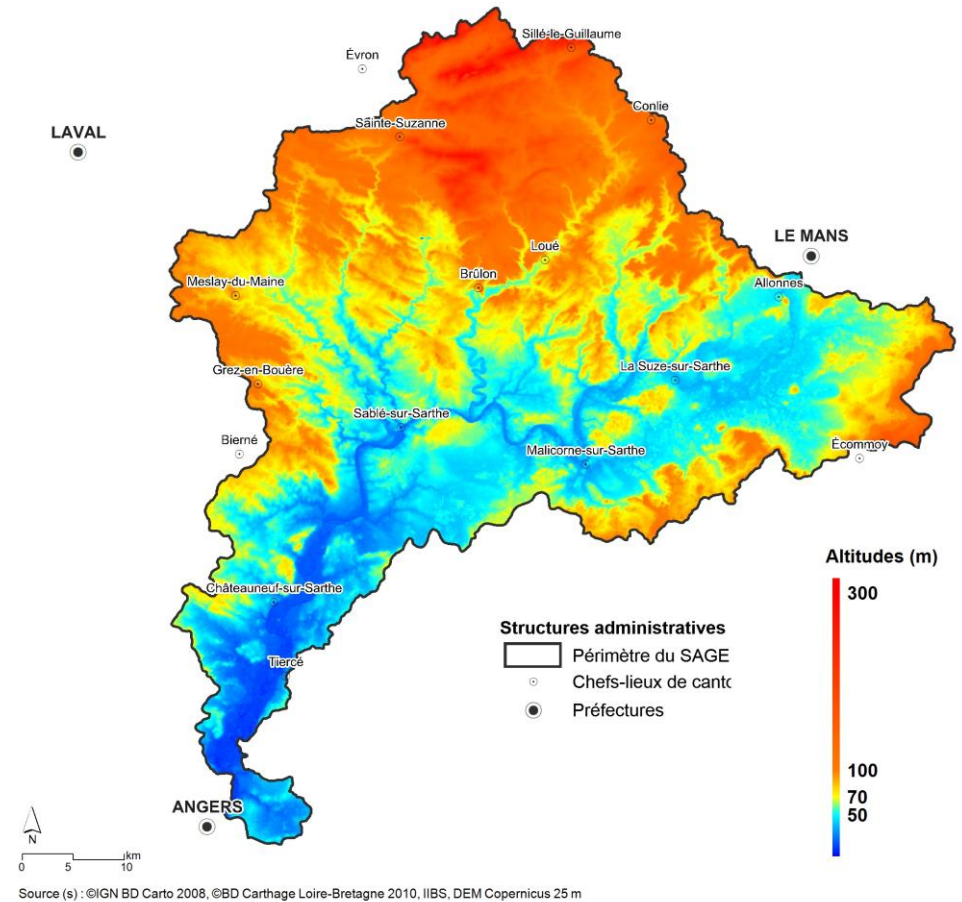 Sillé-le-Guillaume
Évron
Conlie
LAVAL
Sainte-Suzanne
LE MANS
Loué
Brûlon
Meslay-du-Maine
Allonnes
La Suze-sur-Sarthe
Grez-en-Bouère
Sablé-sur-Sarthe
Bierné
Malicorne-sur-Sarthe
Écommoy
Altitudes (m)
300
100
70
50
Châteauneuf-sur-Sarthe
Structures administratives
Périmètre du SAGE
Chefs-lieux de cantc
Préfectures
Tiercé
ANGERS
N
km
0 5 10
Source (s) : ©IGN BD Carto 2008, ©BD Carthage Loire-Bretagne 2010, IIBS, DEM Copernicus 25 m